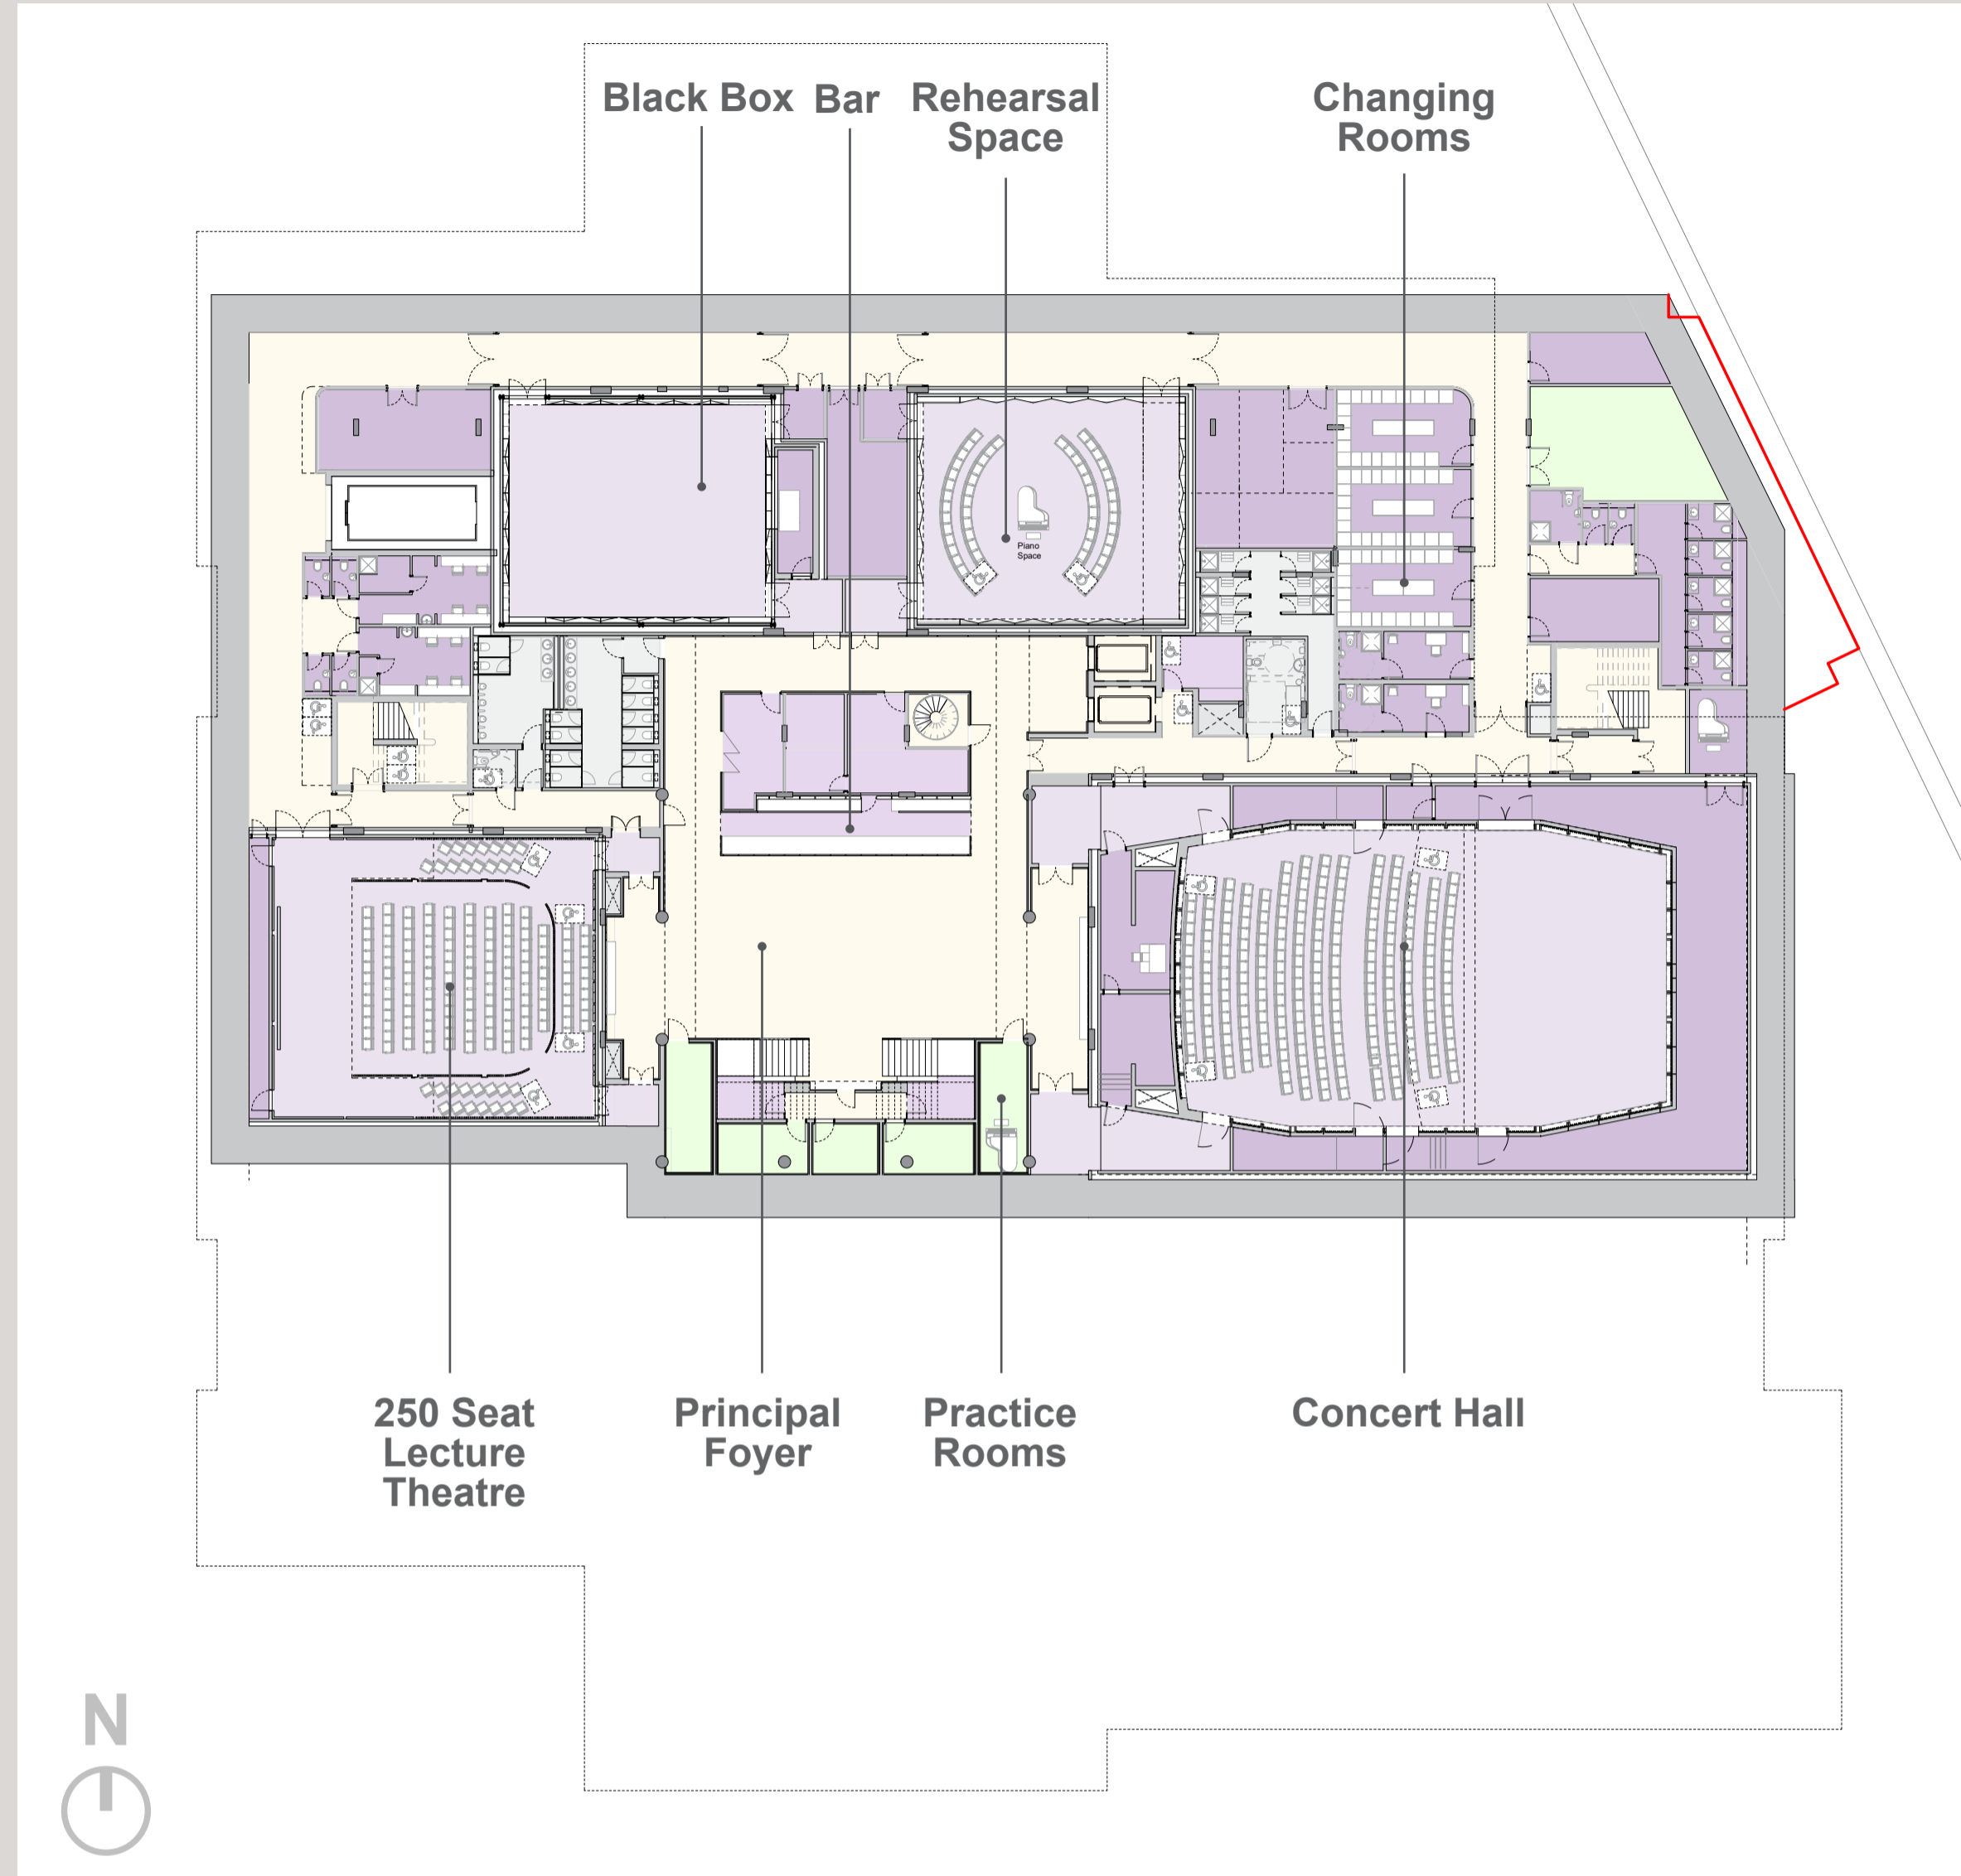 Black Box
Bar
Rehearsal
Space
Changing
Rooms
Piano
Space
250 Seat
Lecture
Theatre
Principal
Foyer
Practice
Rooms
Concert Hall
N